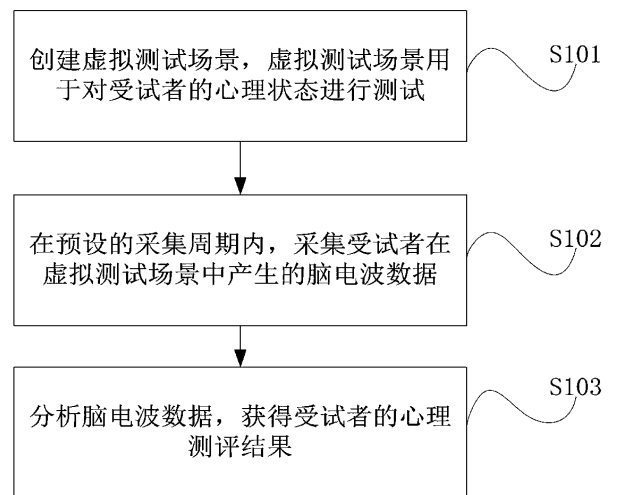 创建虚拟测试场景，虚拟测试场景用
于对受试者的心理状态进行测试
S101
在预设的采集周期内，采集受试者在
虚拟测试场景中产生的脑电波数据
S102
分析脑电波数据，获得受试者的心理
测评结果
S103